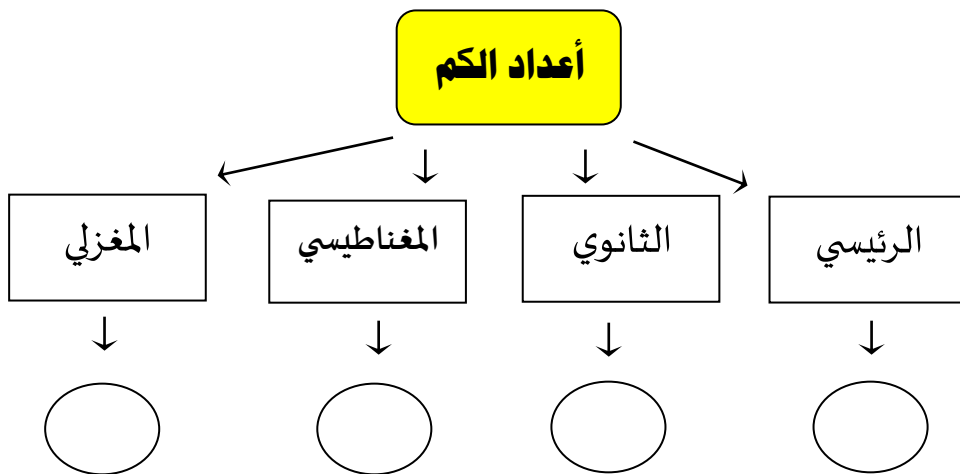 أعداد الكم
الرئيسي
الثانوي
المغناطيسي
المغزلي